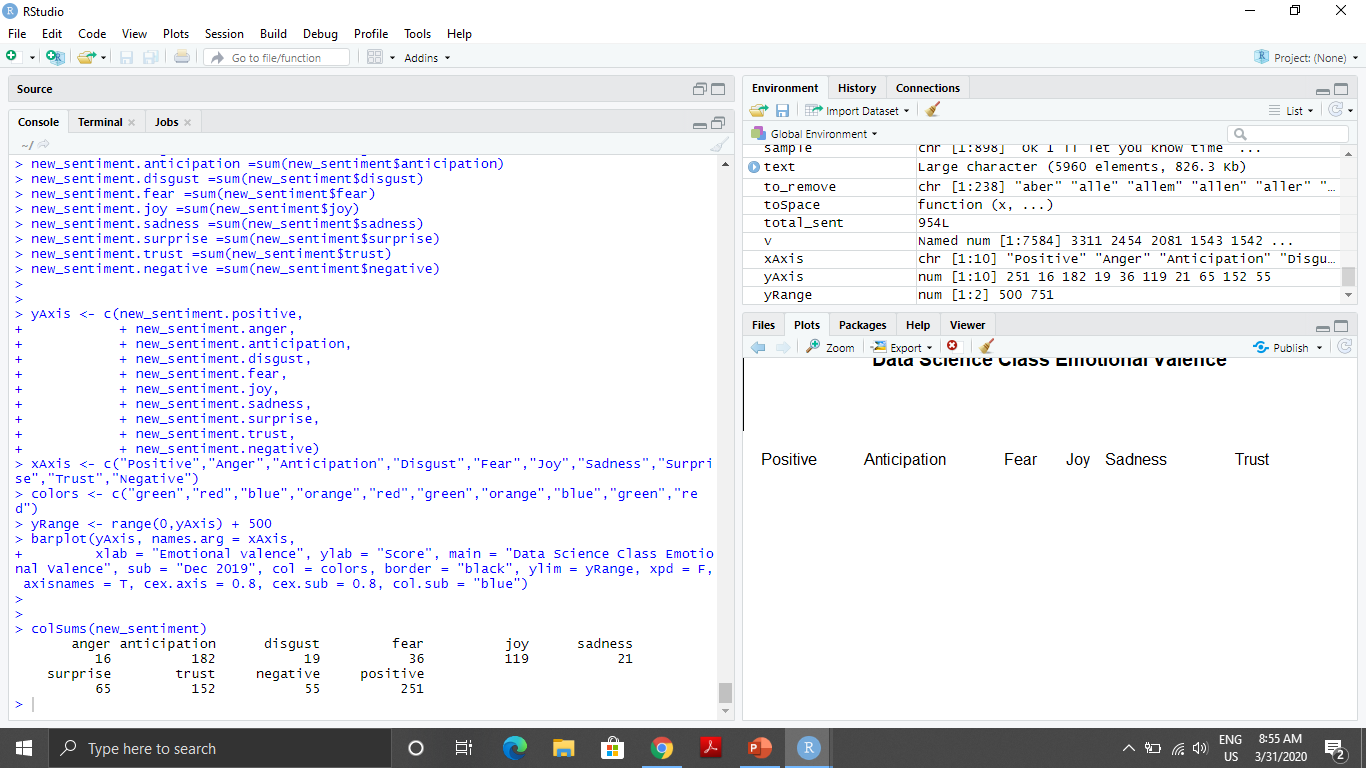 RStudio
File Edit Code View Plots Session Build Debug Profile Tools Help
Go to file/function Addins Project: (None)
Source
Console Terminal Jobs
~/
> new_sentiment.anticipation =sum(new_sentiment$anticipation)
> new_sentiment.disgust =sum(new_sentiment$disgust)
> new_sentiment.fear =sum(new_sentiment$fear)
> new_sentiment.joy =sum(new_sentiment$joy)
> new_sentiment.sadness =sum(new_sentiment$sadness)
> new_sentiment.surprise =sum(new_sentiment$surprise)
> new_sentiment.trust =sum(new_sentiment$trust)
> new_sentiment.negative =sum(new_sentiment$negative)
>
>
> yAxis <- c(new_sentiment.positive,
+ + new_sentiment.anger,
+ + new_sentiment.anticipation,
+ + new_sentiment.disgust,
+ + new_sentiment.fear,
+ + new_sentiment.joy,
+ + new_sentiment.sadness,
+ + new_sentiment.surprise,
+ + new_sentiment.trust,
+ + new_sentiment.negative)
> xAxis <- c("Positive","Anger","Anticipation","Disgust","Fear","Joy","Sadness","Surpri
se","Trust","Negative")
> colors <- c("green","red","blue","orange","red","green","orange","blue","green","re
d")
> yRange <- range(0,yAxis) + 500
> barplot(yAxis, names.arg = xAxis,
+ xlab = "Emotional valence", ylab = "Score", main = "Data Science Class Emotio
nal Valence", sub = "Dec 2019", col = colors, border = "black", ylim = yRange, xpd = F,
axisnames = T, cex.axis = 0.8, cex.sub = 0.8, col.sub = "blue")
>
>
> colSums(new_sentiment)
anger anticipation disgust fear joy sadness
16 182 19 36 119 21
surprise trust negative positive
65 152 55 251
>
Environment History Connections
Import Dataset List
Global Environment
sample chr [1:898] "Ok I ll let you know time ...
text Large character (5960 elements, 826.3 Kb)
to_remove chr [1:238] "aber" "alle" "allem" "allen" "aller" "…
toSpace function (x, ...)
total_sent 954L
v Named num [1:7584] 3311 2454 2081 1543 1542 ...
xAxis chr [1:10] "Positive" "Anger" "Anticipation" "Disgu…
yAxis num [1:10] 251 16 182 19 36 119 21 65 152 55
yRange num [1:2] 500 751
Files Plots Packages Help Viewer
Zoom Export Publish
Data Science Class Emotional Valence
Positive Anticipation Fear Joy Sadness Trust
Type here to search
ENG 8:55 AM
US 3/31/2020 2